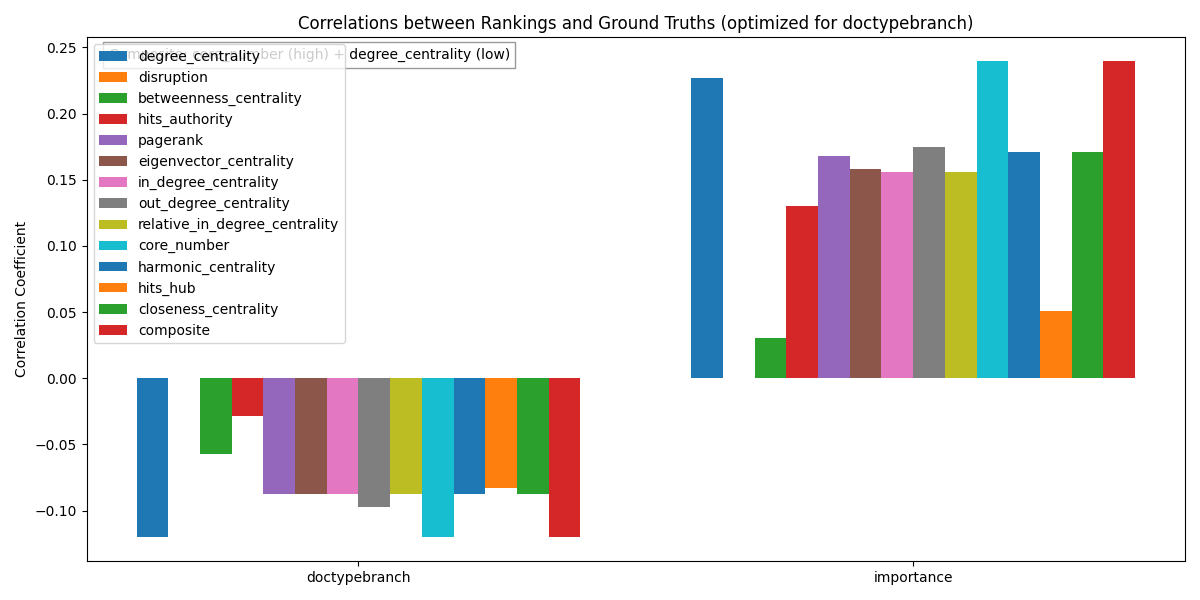 Correlations between Rankings and Ground Truths (optimized for doctypebranch)
Composite: core_number (high) + degree_centrality (low)
degree_centrality
disruption
betweenness_centrality
hits_authority
pagerank
eigenvector_centrality
in_degree_centrality
out_degree_centrality
relative_in_degree_centrality
core_number
harmonic_centrality
hits_hub
closeness_centrality
composite
Correlation Coefficient
0.25
0.20
0.15
0.10
0.05
0.00
−0.05
−0.10
doctypebranch
importance